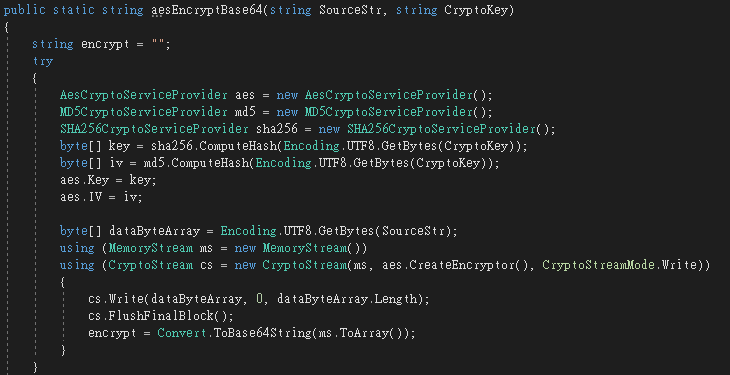 public static string aesEncryptBase64(string SourceStr, string CryptoKey)
{
string encrypt = "";
try
{
AesCryptoServiceProvider aes = new AesCryptoServiceProvider();
MD5CryptoServiceProvider md5 = new MD5CryptoServiceProvider();
SHA256CryptoServiceProvider sha256 = new SHA256CryptoServiceProvider();
byte[] key = sha256.ComputeHash(Encoding.UTF8.GetBytes(CryptoKey));
byte[] iv = md5.ComputeHash(Encoding.UTF8.GetBytes(CryptoKey));
aes.Key = key;
aes.IV = iv;
byte[] dataByteArray = Encoding.UTF8.GetBytes(SourceStr);
using (MemoryStream ms = new MemoryStream())
using (CryptoStream cs = new CryptoStream(ms, aes.CreateEncryptor(), CryptoStreamMode.Write))
{
cs.Write(dataByteArray, 0, dataByteArray.Length);
cs.FlushFinalBlock();
encrypt = Convert.ToBase64String(ms.ToArray());
}
}